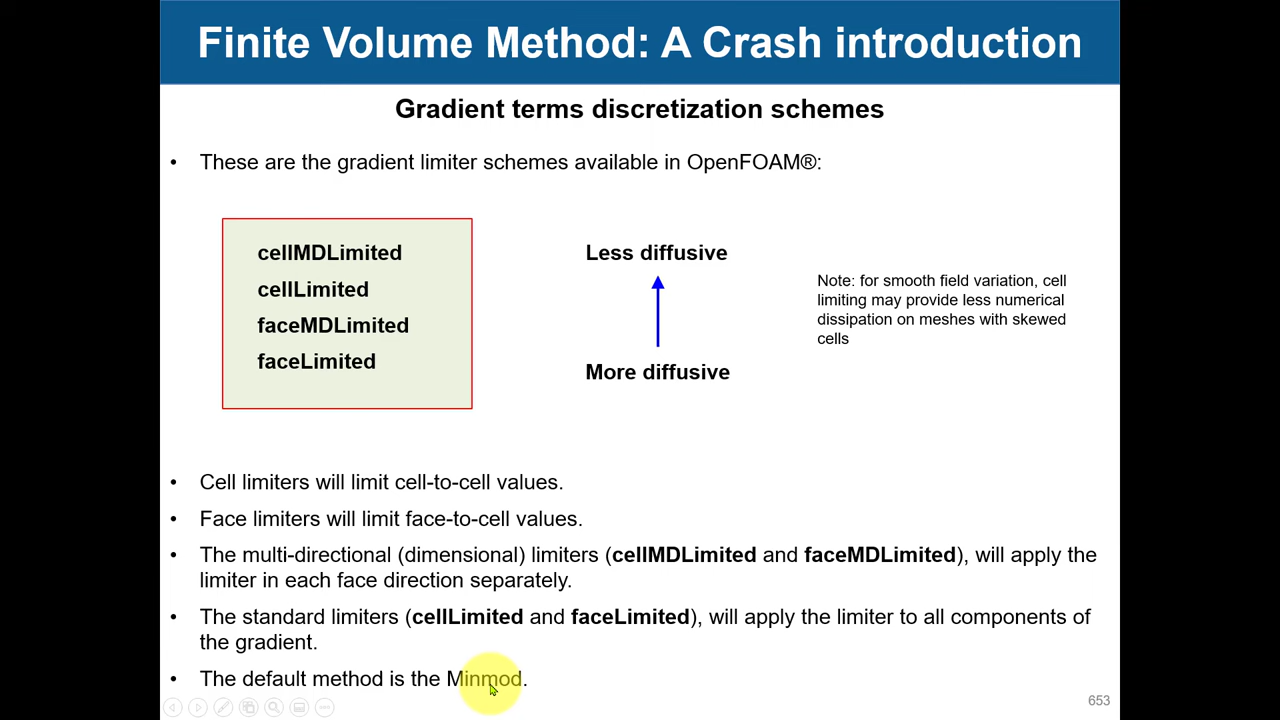 Finite Volume Method: A Crash introduction
Gradient terms discretization schemes
• These are the gradient limiter schemes available in OpenFOAM®:
cellMDLimited
cellLimited
faceMDLimited
faceLimited
Less diffusive
More diffusive
Note: for smooth field variation, cell
limiting may provide less numerical
dissipation on meshes with skewed
cells
• Cell limiters will limit cell-to-cell values.
• Face limiters will limit face-to-cell values.
• The multi-directional (dimensional) limiters (cellMDLimited and faceMDLimited), will apply the
limiter in each face direction separately.
• The standard limiters (cellLimited and faceLimited), will apply the limiter to all components of
the gradient.
• The default method is the Minmod.
653